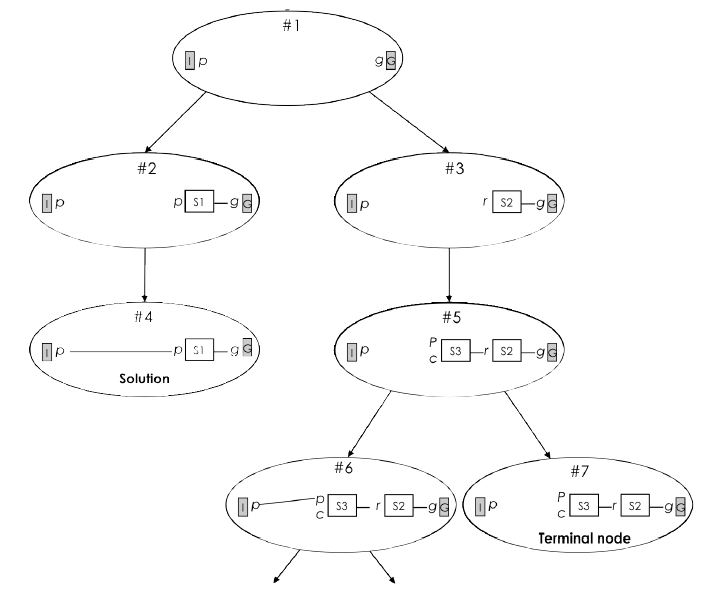 #1
I p g G
#2
I p p S1 g G
#3
I p r S2 g G
#4
I p p S1 g G
Solution
#5
I p P c S3 r S2 g G
#6
I p p c S3 r S2 g G
#7
I p P c S3 r S2 g G
Terminal node